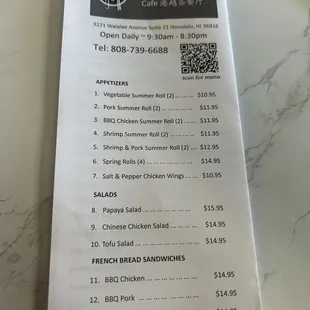 Cafe 港越茶餐厅
3221 Waialae Avenue Suite 21 Honolulu, HI 96816
Open Daily ~ 9:30am - 8:30pm
Tel: 808-739-6688
scan for menu
APPETIZERS
1. Vegetable Summer Roll (2) ... $10.95
2. Pork Summer Roll (2) ... ... ... $11.95
3. BBQ Chicken Summer Roll (2) ... $11.95
4. Shrimp Summer Roll (2) ... ... $11.95
5. Shrimp & Pork Summer Roll (2) .... $12.95
6. Spring Rolls (4) ... ... ... ... $14.95
7. Salt & Pepper Chicken Wings ... ... $10.95
SALADS
8. Papaya Salad ... ... ... ... ... $15.95
9. Chinese Chicken Salad ... ... ... $14.95
10. Tofu Salad ... ... ... ... ... $14.95
FRENCH BREAD SANDWICHES
11. BBQ Chicken ... ... ... ... ... $14.95
12. BBQ Pork ... ... ... ... ... ... $14.95